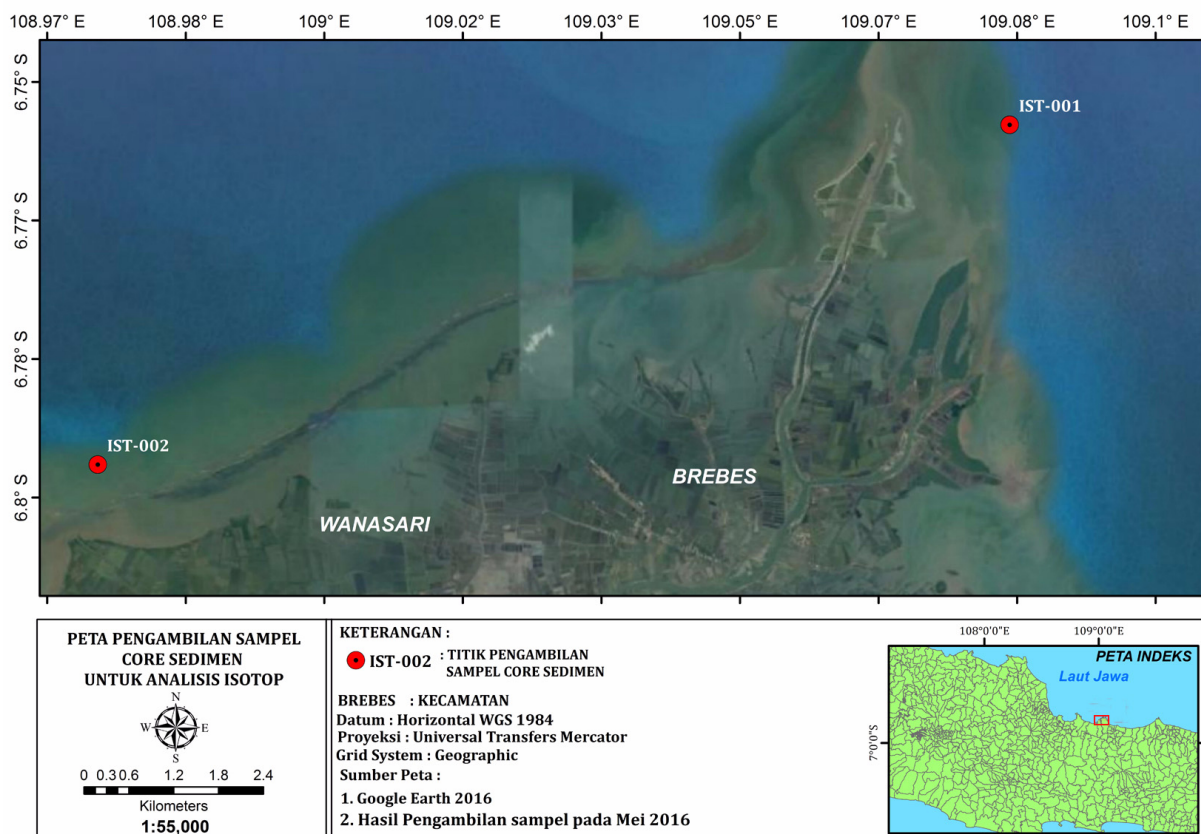 108.97° E 108.98° E 109° E 109.02° E 109.03° E 109.05° E 109.07° E 109.08° E 109.1° E
6.75° S
IST-001
6.77° S
6.78° S
IST-002
BREBES
6.8° S
WANASARI
PETA PENGAMBILAN SAMPEL
CORE SEDIMEN
UNTUK ANALISIS ISOTOP
N
W E
S
0 0.3 0.6 1.2 1.8 2.4
Kilometers
1:55,000
KETERANGAN :
IST-002 : TITIK PENGAMBILAN
SAMPEL CORE SEDIMEN
BREBES : KECAMATAN
Datum : Horizontal WGS 1984
Proyeksi : Universal Transfers Mercator
Grid System : Geographic
Sumber Peta :
1. Google Earth 2016
2. Hasil Pengambilan sampel pada Mei 2016
108°0'0"E 109°0'0"E
PETA INDEKS
Laut Jawa
7°0'0"S